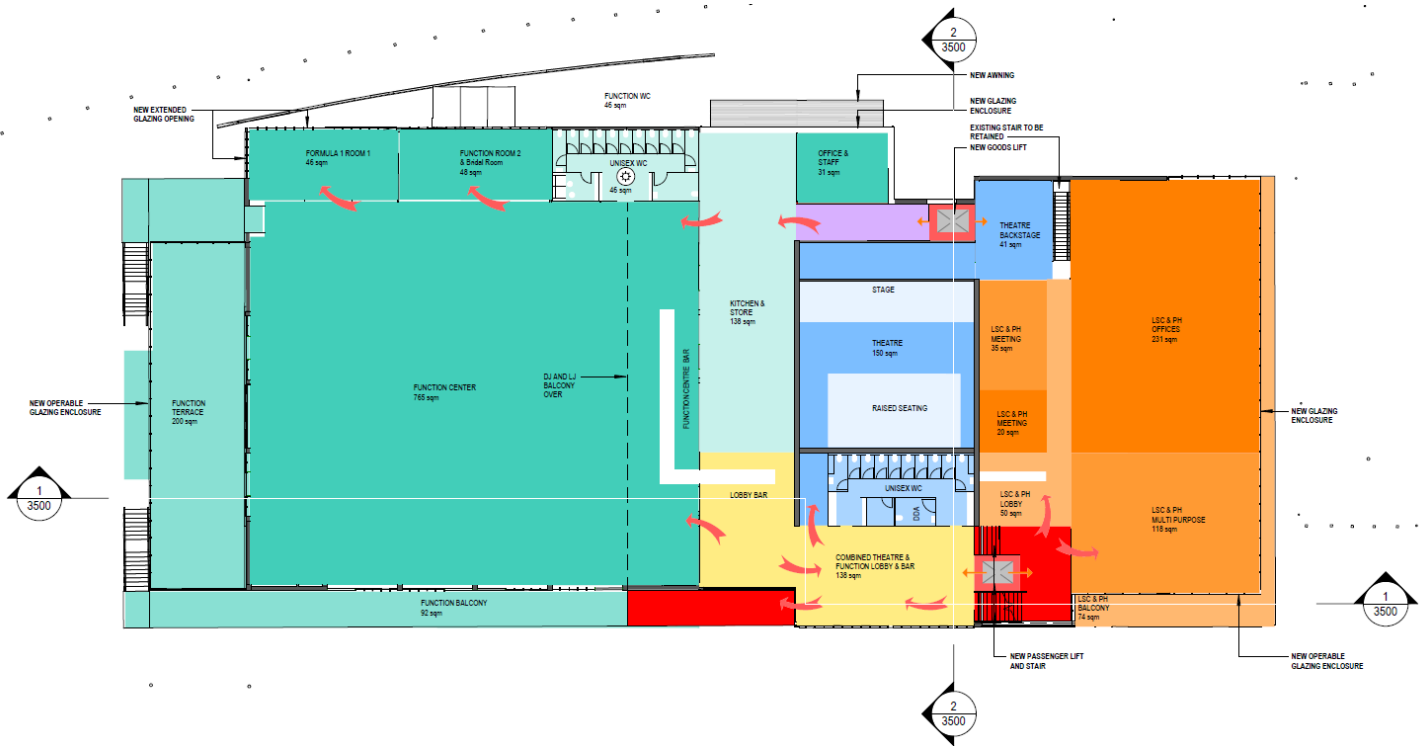 2
3500
NEW AWNING
FUNCTION WC
46 sqm
NEW GLAZING
ENCLOSURE
NEW EXTENDED
GLAZING OPENING
EXISTING STAIR TO BE
RETAINED
NEW GOODS LIFT
FORMULA 1 ROOM 1
46 sqm
FUNCTION ROOM 2
& Bridal Room
48 sqm
UNISEX WC
46 sqm
OFFICE &
STAFF
31 sqm
THEATRE
BACKSTAGE
41 sqm
STAGE
KITCHEN &
STORE
138 sqm
LSC & PH
MEETING
35 sqm
LSC & PH
OFFICES
231 sqm
THEATRE
150 sqm
DJ AND LJ
BALCONY
OVER
FUNCTION CENTRE BAR
FUNCTION CENTER
765 sqm
NEW OPERABLE
GLAZING ENCLOSURE
FUNCTION
TERRACE
200 sqm
RAISED SEATING
LSC & PH
MEETING
20 sqm
NEW GLAZING
ENCLOSURE
1
3500
LOBBY BAR
UNISEX WC
DDA
LSC & PH
LOBBY
50 sqm
LSC & PH
MULTI PURPOSE
118 sqm
COMBINED THEATRE &
FUNCTION LOBBY & BAR
138 sqm
FUNCTION BALCONY
92 sqm
LSC & PH
BALCONY
74 sqm
1
3500
NEW PASSENGER LIFT
AND STAIR
NEW OPERABLE
GLAZING ENCLOSURE
2
3500